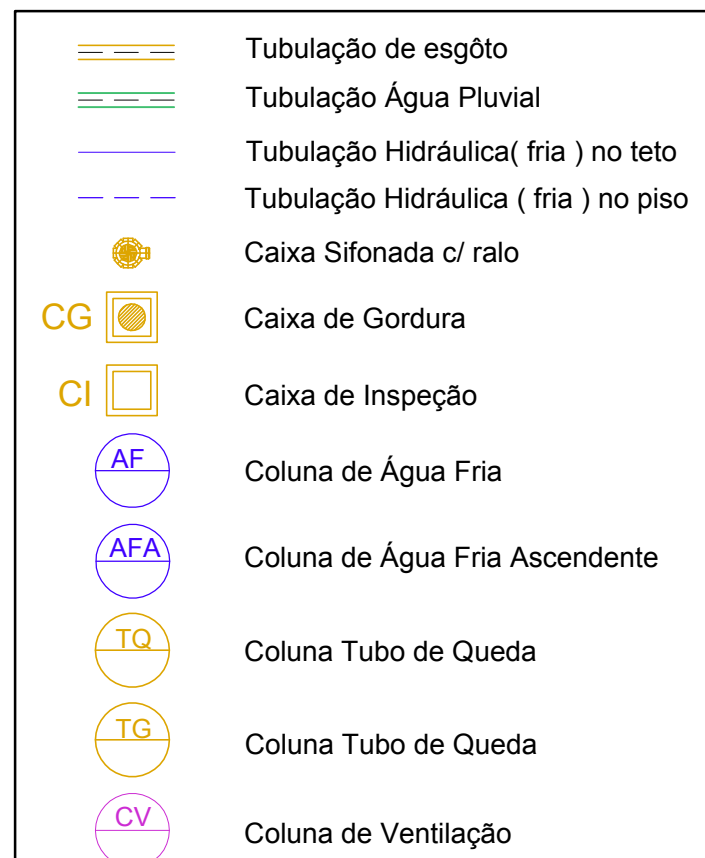 Tubulação de esgôto
Tubulação Água Pluvial
Tubulação Hidráulica( fria ) no teto
Tubulação Hidráulica ( fria ) no piso
Caixa Sifonada c/ ralo
CG Caixa de Gordura
CI Caixa de Inspeção
AF Coluna de Água Fria
AFA Coluna de Água Fria Ascendente
TQ Coluna Tubo de Queda
TG Coluna Tubo de Queda
CV Coluna de Ventilação